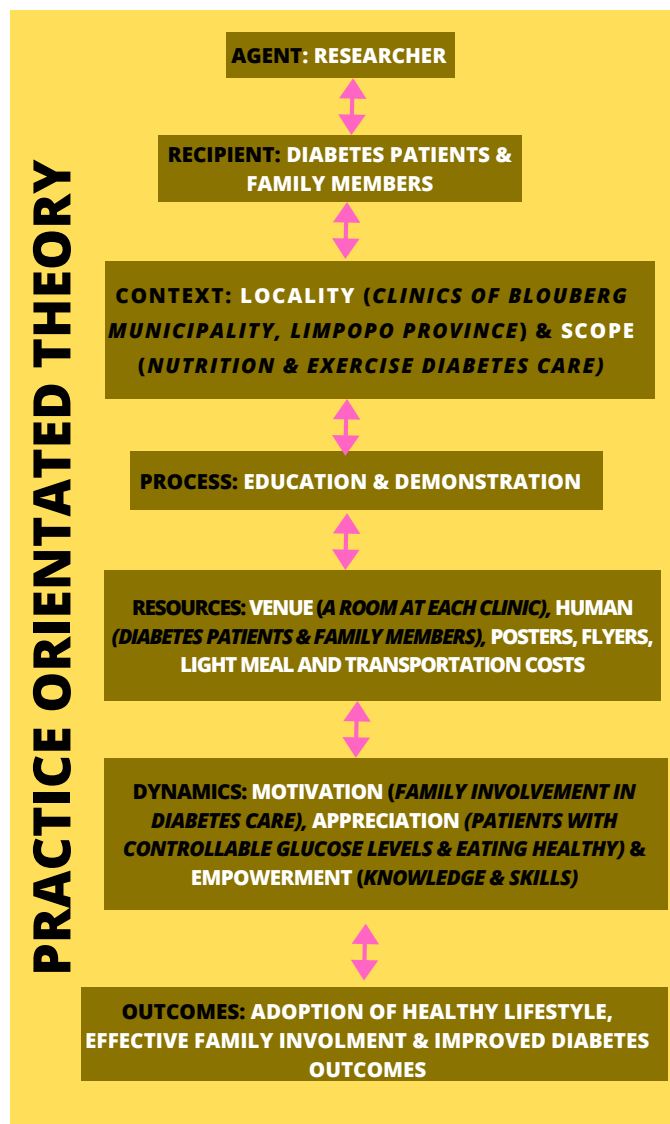 PRACTICE ORIENTATED THEORY
AGENT: RESEARCHER
RECIPIENT: DIABETES PATIENTS &
FAMILY MEMBERS
CONTEXT: LOCALITY (CLINICS OF BLOUBERG
MUNICIPALITY, LIMPOPO PROVINCE) & SCOPE
(NUTRITION & EXERCISE DIABETES CARE)
PROCESS: EDUCATION & DEMONSTRATION
RESOURCES: VENUE (A ROOM AT EACH CLINIC), HUMAN
(DIABETES PATIENTS & FAMILY MEMBERS), POSTERS, FLYERS,
LIGHT MEAL AND TRANSPORTATION COSTS
DYNAMICS: MOTIVATION (FAMILY INVOLVEMENT IN
DIABETES CARE), APPRECIATION (PATIENTS WITH
CONTROLLABLE GLUCOSE LEVELS & EATING HEALTHY) &
EMPOWERMENT (KNOWLEDGE & SKILLS)
OUTCOMES: ADOPTION OF HEALTHY LIFESTYLE,
EFFECTIVE FAMILY INVOLMENT & IMPROVED DIABETES
OUTCOMES